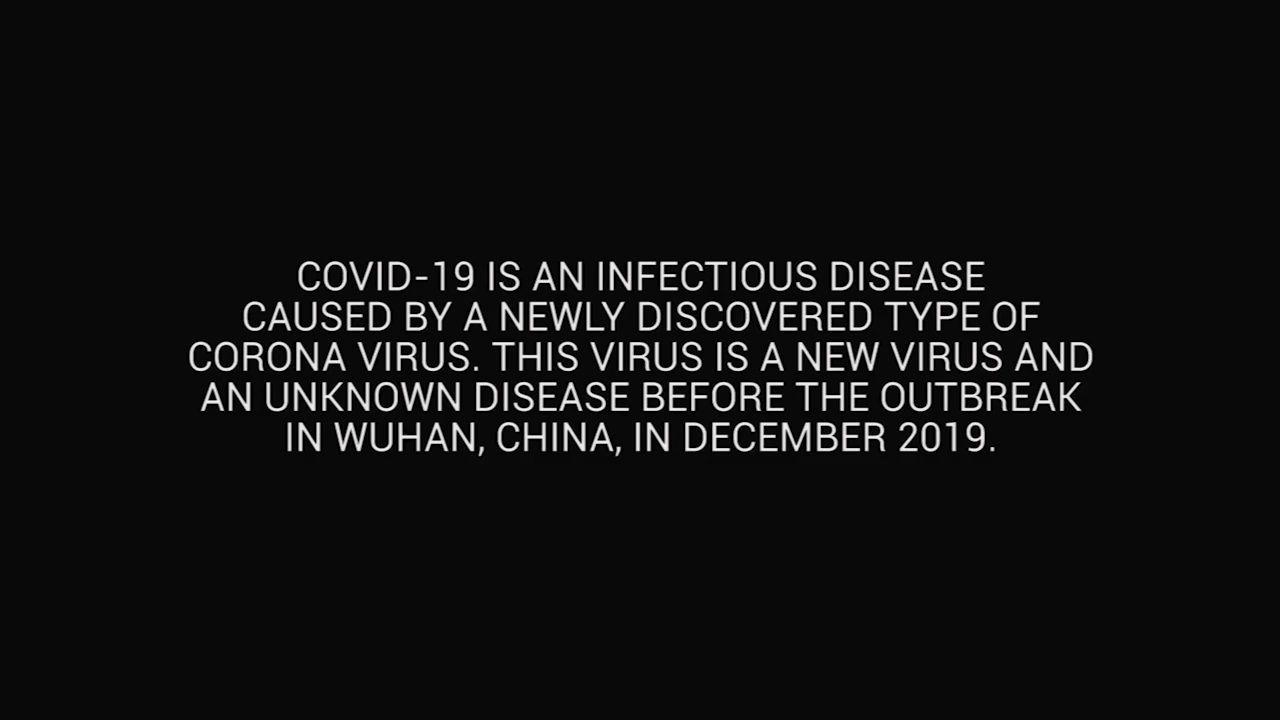 COVID-19 IS AN INFECTIOUS DISEASE
CAUSED BY A NEWLY DISCOVERED TYPE OF
CORONA VIRUS. THIS VIRUS IS A NEW VIRUS AND
AN UNKNOWN DISEASE BEFORE THE OUTBREAK
IN WUHAN, CHINA, IN DECEMBER 2019.